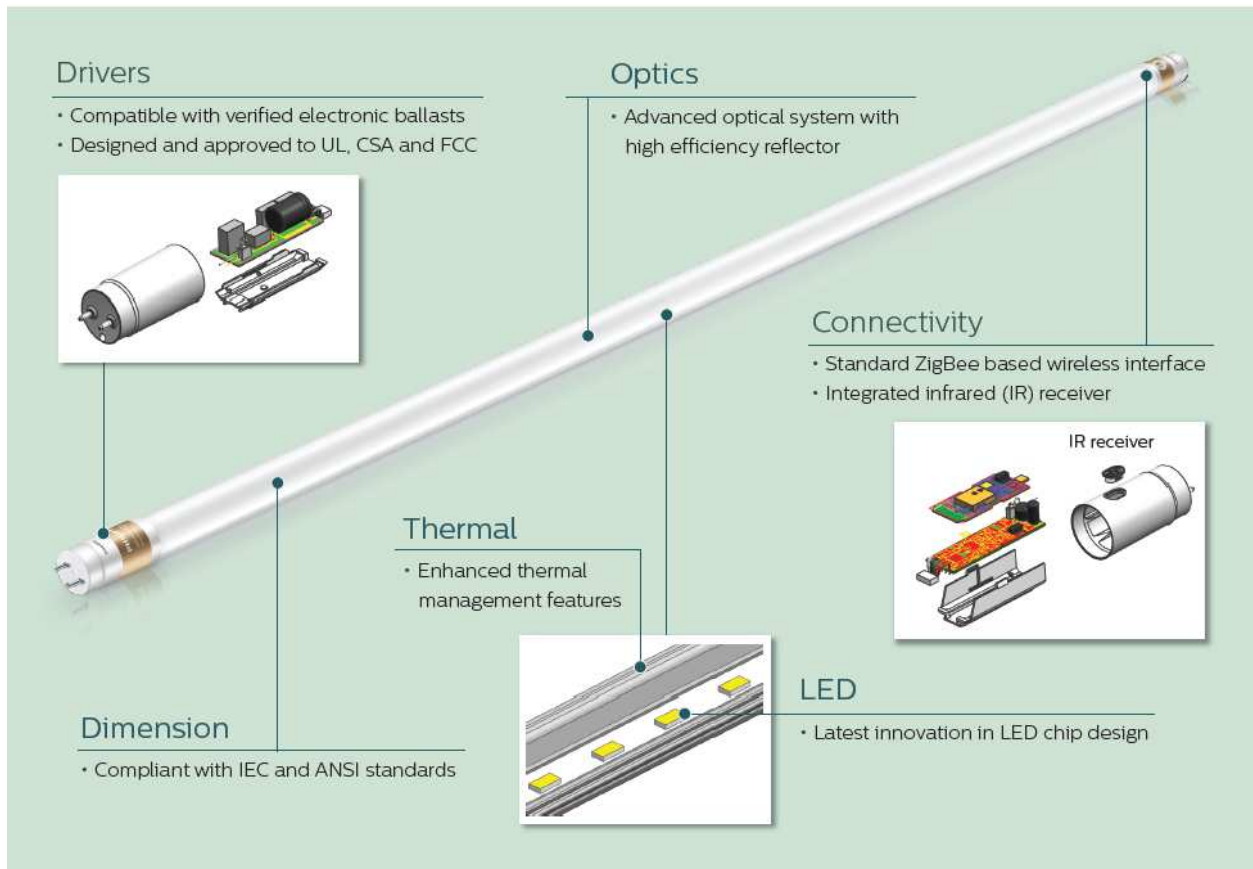 Drivers
• Compatible with verified electronic ballasts
• Designed and approved to UL, CSA and FCC
Optics
• Advanced optical system with
high efficiency reflector
Connectivity
• Standard ZigBee based wireless interface
• Integrated infrared (IR) receiver
IR receiver
Thermal
• Enhanced thermal
management features
LED
• Latest innovation in LED chip design
Dimension
• Compliant with IEC and ANSI standards